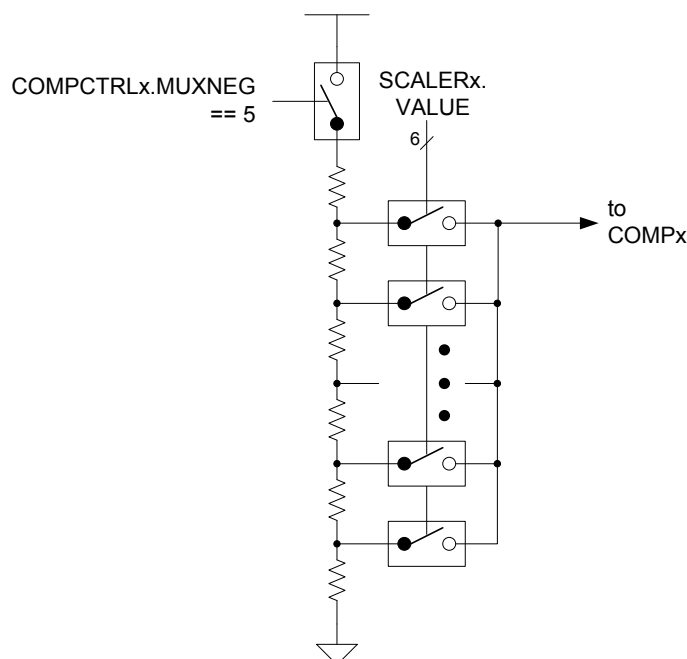 COMPCTRLx.MUXNEG
== 5
SCALERx.
VALUE
6
to
COMPx